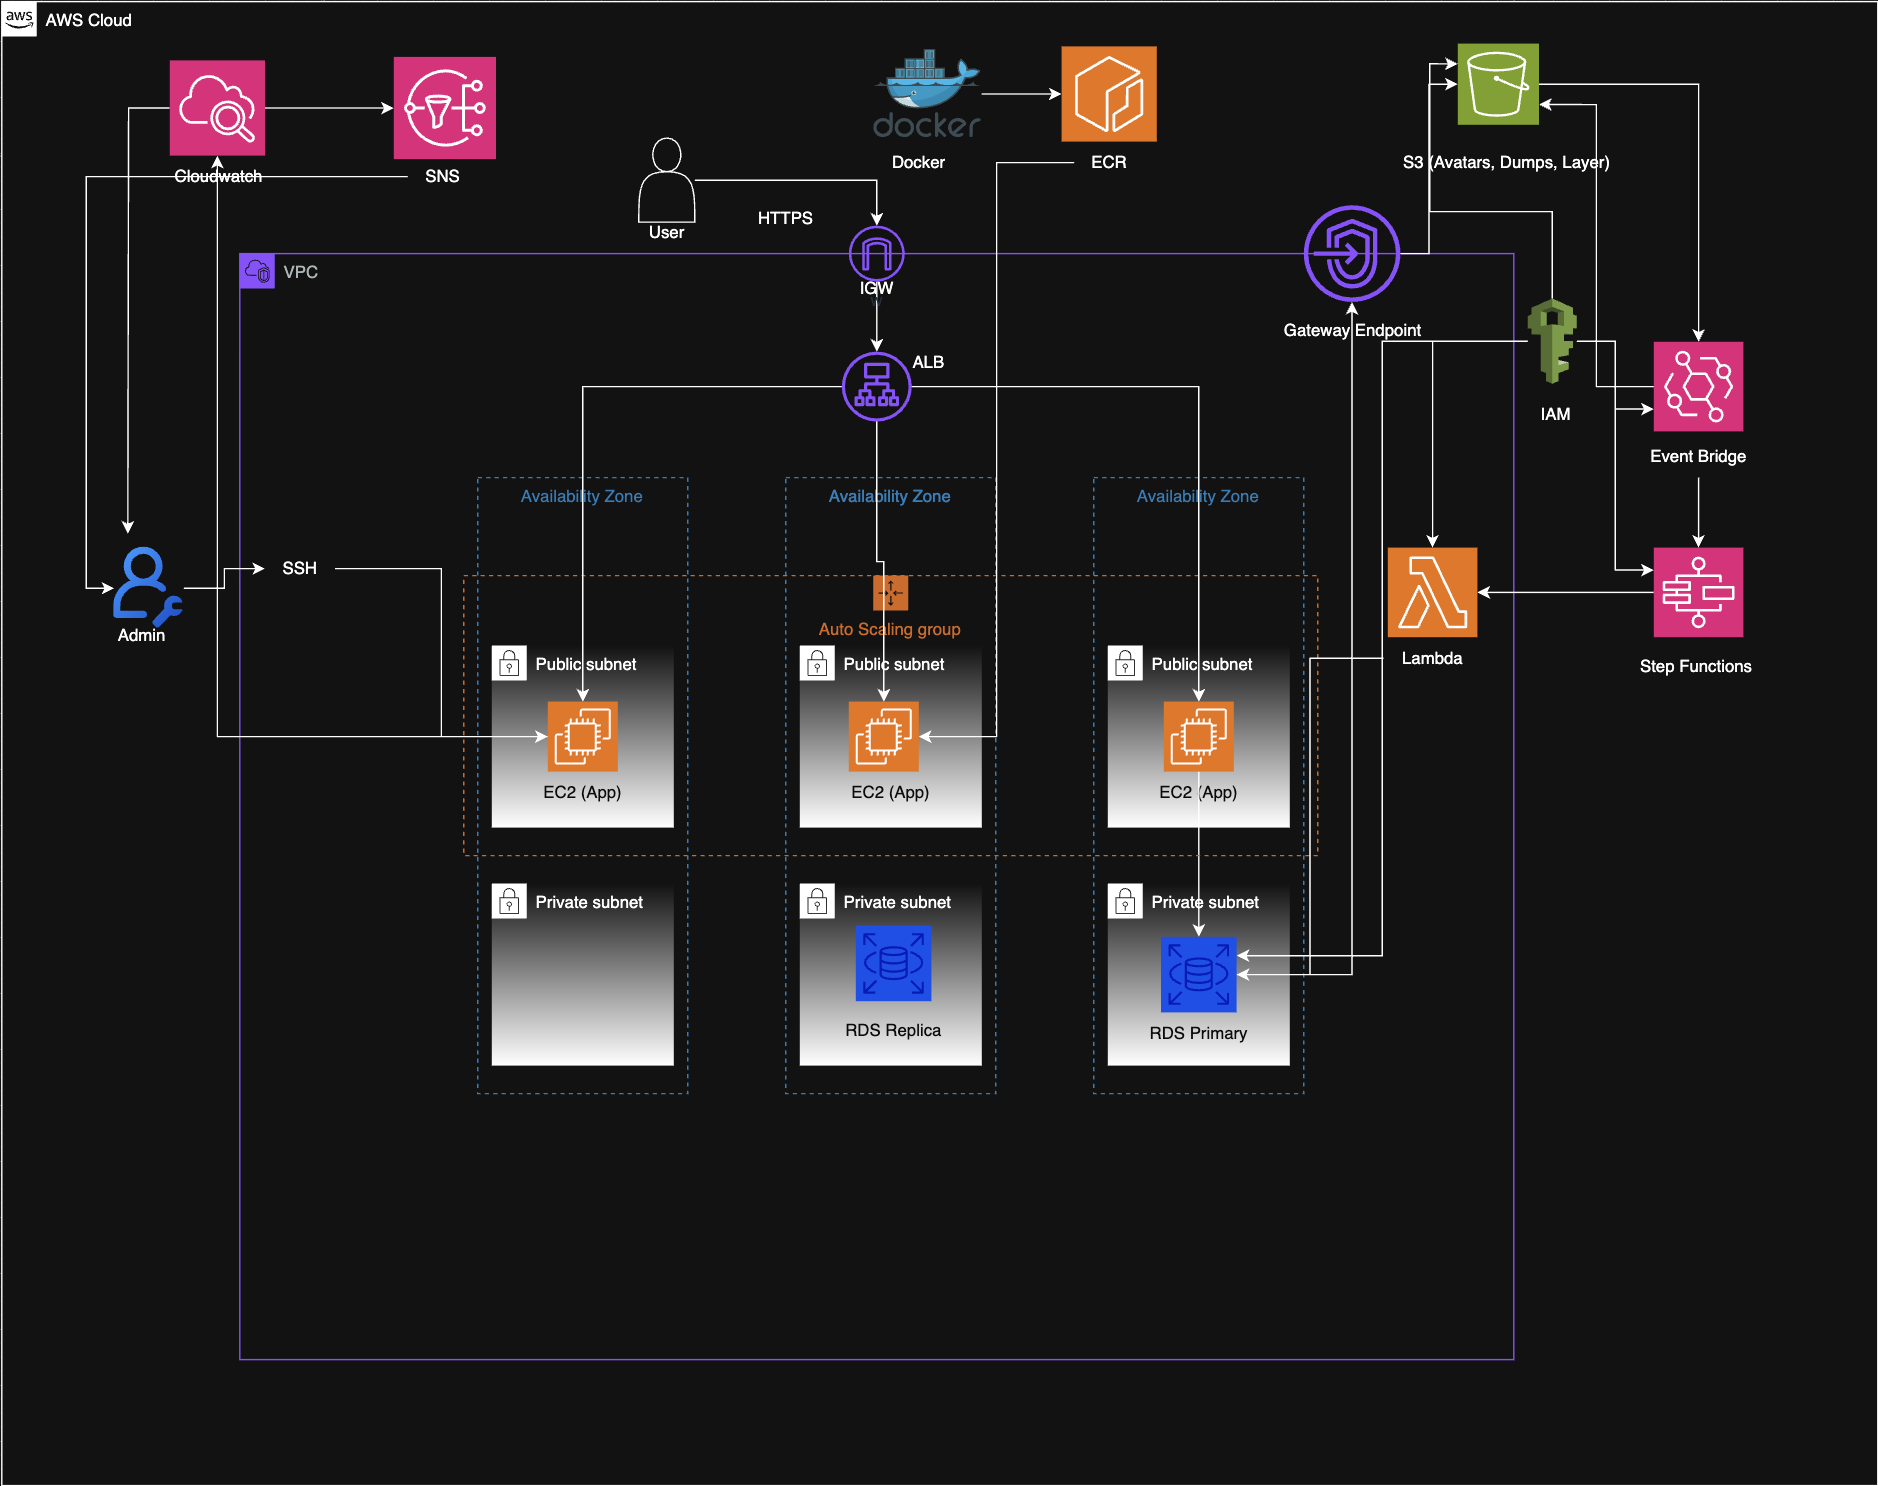 aws
AWS Cloud
Cloudwatch
SNS
docker
Docker
ECR
S3 (Avatars, Dumps, Layer)
User
HTTPS
VPC
IGW
Gateway Endpoint
ALB
IAM
Event Bridge
Availability Zone
Availability Zone
Availability Zone
SSH
Admin
Auto Scaling group
Lambda
Step Functions
Public subnet
Public subnet
Public subnet
EC2 (App)
EC2 (App)
EC2 (App)
Private subnet
Private subnet
Private subnet
RDS Replica
RDS Primary